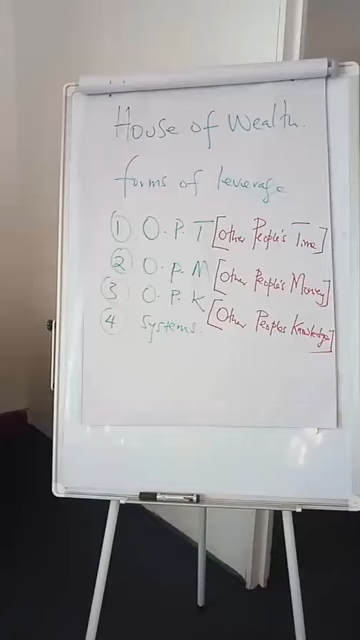 House of Wealth.
forms of leverage
① O.P.T [Other People's Time]
② O.P.M [Other People's Money]
③ O.P.K [Other Peoples Knowledge]
④ Systems.